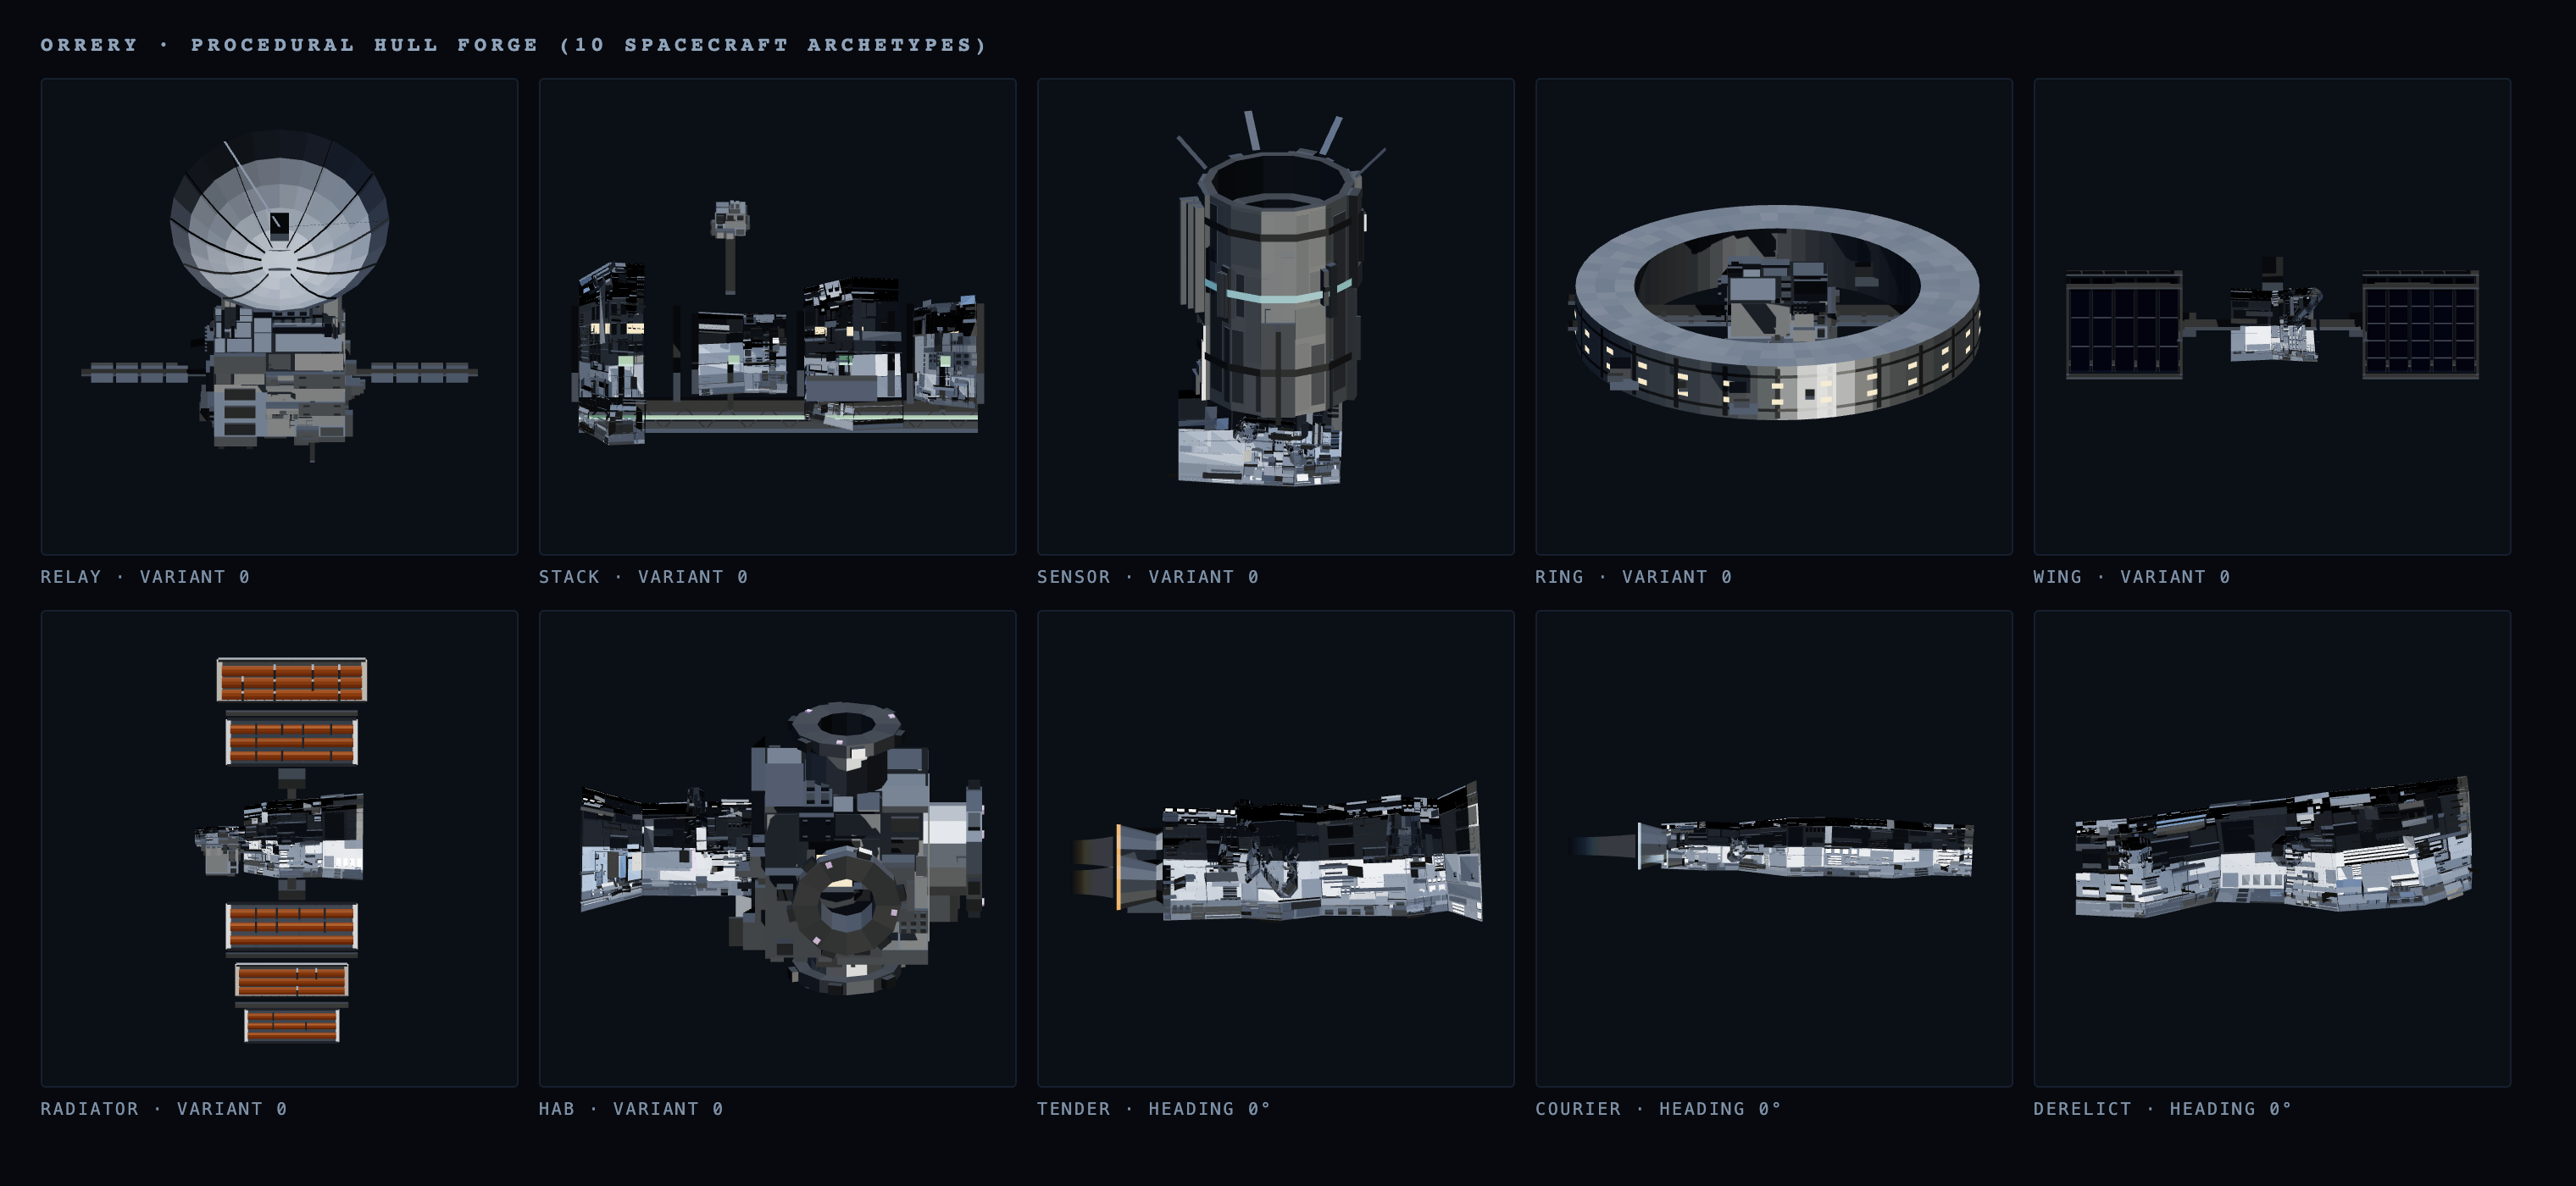 ORRERY · PROCEDURAL HULL FORGE (10 SPACECRAFT ARCHETYPES)
RELAY · VARIANT 0
STACK · VARIANT 0
SENSOR · VARIANT 0
RING · VARIANT 0
WING · VARIANT 0
RADIATOR · VARIANT 0
HAB · VARIANT 0
TENDER · HEADING 0°
COURIER · HEADING 0°
DERELICT · HEADING 0°